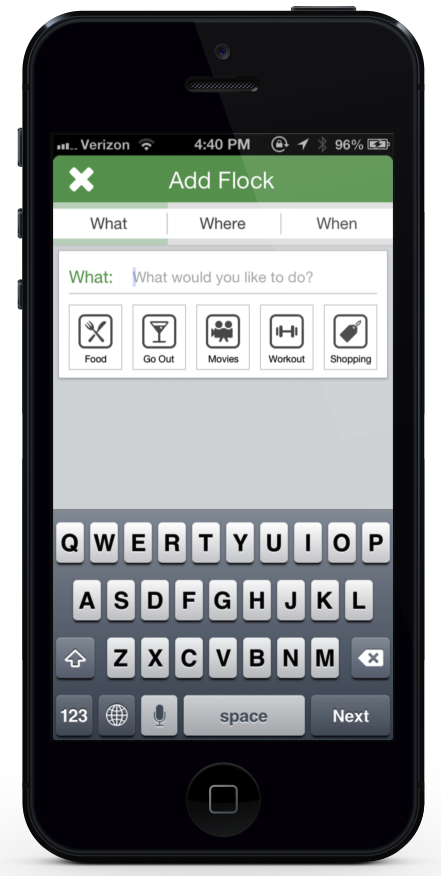 Verizon 4:40 PM 96%
Add Flock
What Where When
What: What would you like to do?
Food Go Out Movies Workout Shopping
Q W E R T Y U I O P
A S D F G H J K L
Z X C V B N M
123 space Next